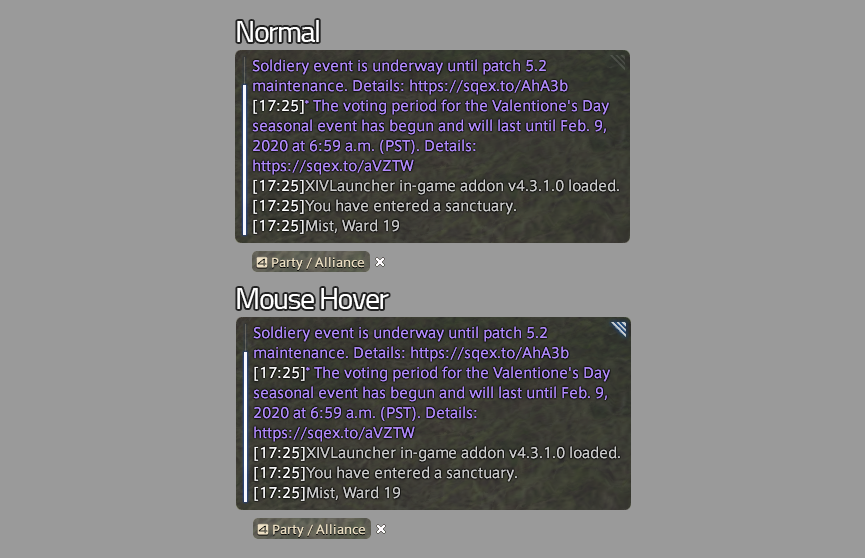 Normal
Soldiery event is underway until patch 5.2
maintenance. Details: https://sqex.to/AhA3b
[17:25]* The voting period for the Valentione's Day
seasonal event has begun and will last until Feb. 9,
2020 at 6:59 a.m. (PST). Details:
https://sqex.to/aVZTW
[17:25]XIVLauncher in-game addon v4.3.1.0 loaded.
[17:25]You have entered a sanctuary.
[17:25]Mist, Ward 19
4 Party / Alliance
Mouse Hover
Soldiery event is underway until patch 5.2
maintenance. Details: https://sqex.to/AhA3b
[17:25]* The voting period for the Valentione's Day
seasonal event has begun and will last until Feb. 9,
2020 at 6:59 a.m. (PST). Details:
https://sqex.to/aVZTW
[17:25]XIVLauncher in-game addon v4.3.1.0 loaded.
[17:25]You have entered a sanctuary.
[17:25]Mist, Ward 19
4 Party / Alliance